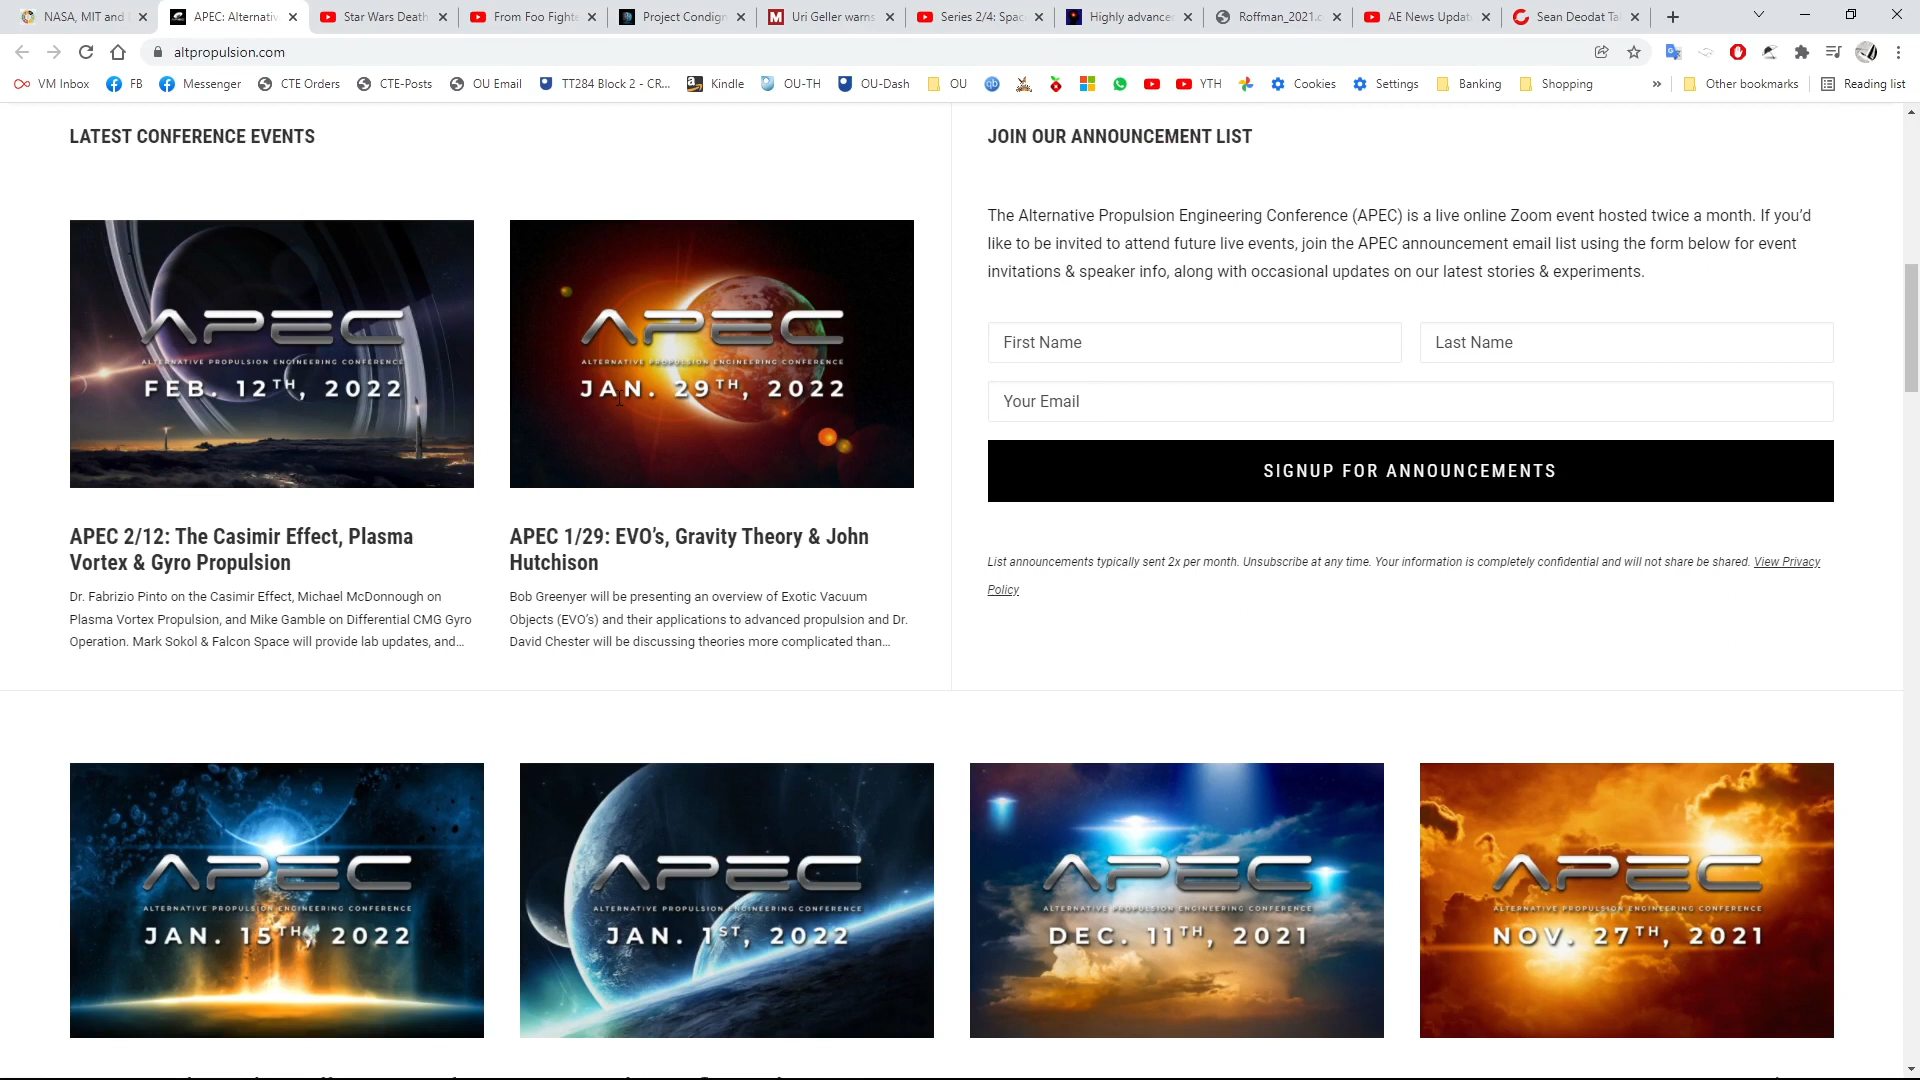 NASA, MIT and
APEC: Alternativ
Star Wars Death
From Foo Fighte
Project Condign
Uri Geller warns
Series 2/4: Spac
Highly advance
Roffman_2021.c
AE News Updat
Sean Deodat Ta
altpropulsion.com
VM Inbox
FB
Messenger
CTE Orders
CTE-Posts
OU Email
TT284 Block 2 - CR...
Kindle
OU-TH
OU-Dash
OU
YTH
Cookies
Settings
Banking
Shopping
»
Other bookmarks
Reading list
LATEST CONFERENCE EVENTS
JOIN OUR ANNOUNCEMENT LIST
The Alternative Propulsion Engineering Conference (APEC) is a live online Zoom event hosted twice a month. If you'd
like to be invited to attend future live events, join the APEC announcement email list using the form below for event
invitations & speaker info, along with occasional updates on our latest stories & experiments.
First Name
Last Name
Your Email
SIGNUP FOR ANNOUNCEMENTS
List announcements typically sent 2x per month. Unsubscribe at any time. Your information is completely confidential and will not share be shared. View Privacy
Policy
APEC
ALTERNATIVE PROPULSION ENGINEERING CONFERENCE
FEB. 12TH, 2022
APEC
ALTERNATIVE PROPULSION ENGINEERING CONFERENCE
JAN. 29TH, 2022
APEC 2/12: The Casimir Effect, Plasma
Vortex & Gyro Propulsion
Dr. Fabrizio Pinto on the Casimir Effect, Michael McDonnough on
Plasma Vortex Propulsion, and Mike Gamble on Differential CMG Gyro
Operation. Mark Sokol & Falcon Space will provide lab updates, and...
APEC 1/29: EVO's, Gravity Theory & John
Hutchison
Bob Greenyer will be presenting an overview of Exotic Vacuum
Objects (EVO's) and their applications to advanced propulsion and Dr.
David Chester will be discussing theories more complicated than...
APEC
ALTERNATIVE PROPULSION ENGINEERING CONFERENCE
JAN. 15TH, 2022
APEC
ALTERNATIVE PROPULSION ENGINEERING CONFERENCE
JAN. 1ST, 2022
APEC
ALTERNATIVE PROPULSION ENGINEERING CONFERENCE
DEC. 11TH, 2021
APEC
ALTERNATIVE PROPULSION ENGINEERING CONFERENCE
NOV. 27TH, 2021